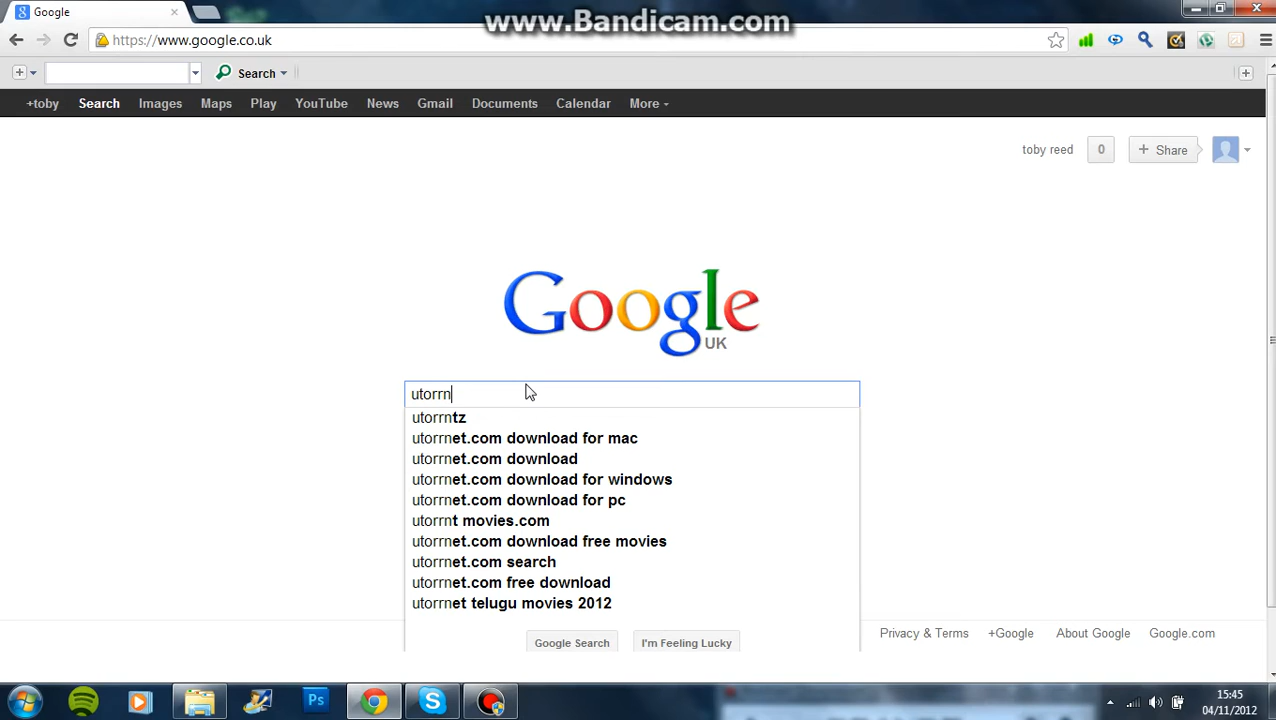 Google
www.Bandicam.com
https://www.google.co.uk
Search
+toby Search Images Maps Play YouTube News Gmail Documents Calendar More
toby reed 0 + Share
Google
UK
utorrn
utorrntz
utorrnet.com download for mac
utorrnet.com download
utorrnet.com download for windows
utorrnet.com download for pc
utorrnt movies.com
utorrnet.com download free movies
utorrnet.com search
utorrnet.com free download
utorrnet telugu movies 2012
Google Search I'm Feeling Lucky
Privacy & Terms +Google About Google Google.com
Ps
15:45
04/11/2012